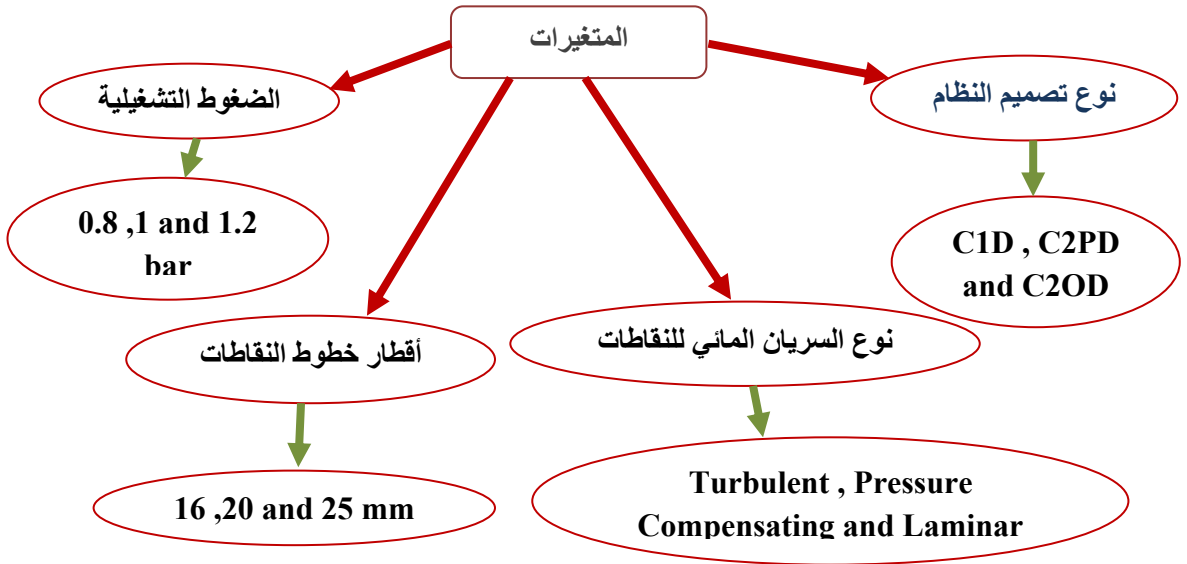 المتغيرات
نوع تصميم النظام
C1D , C2PD
and C2OD
نوع السريان المائي للنقاطات
Turbulent , Pressure
Compensating and Laminar
أقطار خطوط النقاطات
16 ,20 and 25 mm
الضغوط التشغيلية
0.8 ,1 and 1.2
bar